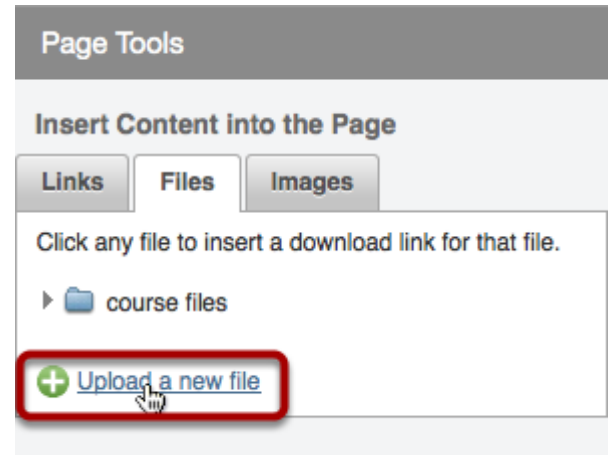 Page Tools
Insert Content into the Page
Links Files Images
Click any file to insert a download link for that file.
course files
Upload a new file